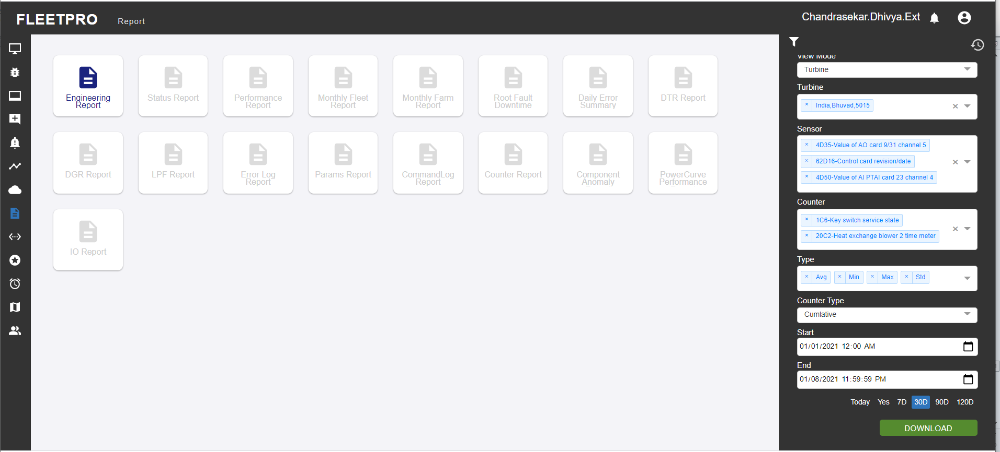 FLEETPRO
Report
Chandrasekar.Dhivya.Ext
Engineering
Report
Status Report
Performance
Report
Monthly Fleet
Report
Monthly Farm
Report
Root Fault
Downtime
Daily Error
Summary
DTR Report
DGR Report
LPF Report
Error Log
Report
Params Report
CommandLog
Report
Counter Report
Component
Anomaly
PowerCurve
Performance
IO Report
View Mode
Turbine
Turbine
× India,Bhuvad,5015
Sensor
× 4D35-Value of AO card 9/31 channel 5
× 62D16-Control card revision/date
× 4D50-Value of AI PTAI card 23 channel 4
Counter
× 1C6-Key switch service state
× 20C2-Heat exchange blower 2 time meter
Type
× Avg × Min × Max × Std
Counter Type
Cumlative
Start
01/01/2021 12:00 AM
End
01/08/2021 11:59:59 PM
Today Yes 7D 30D 90D 120D
DOWNLOAD